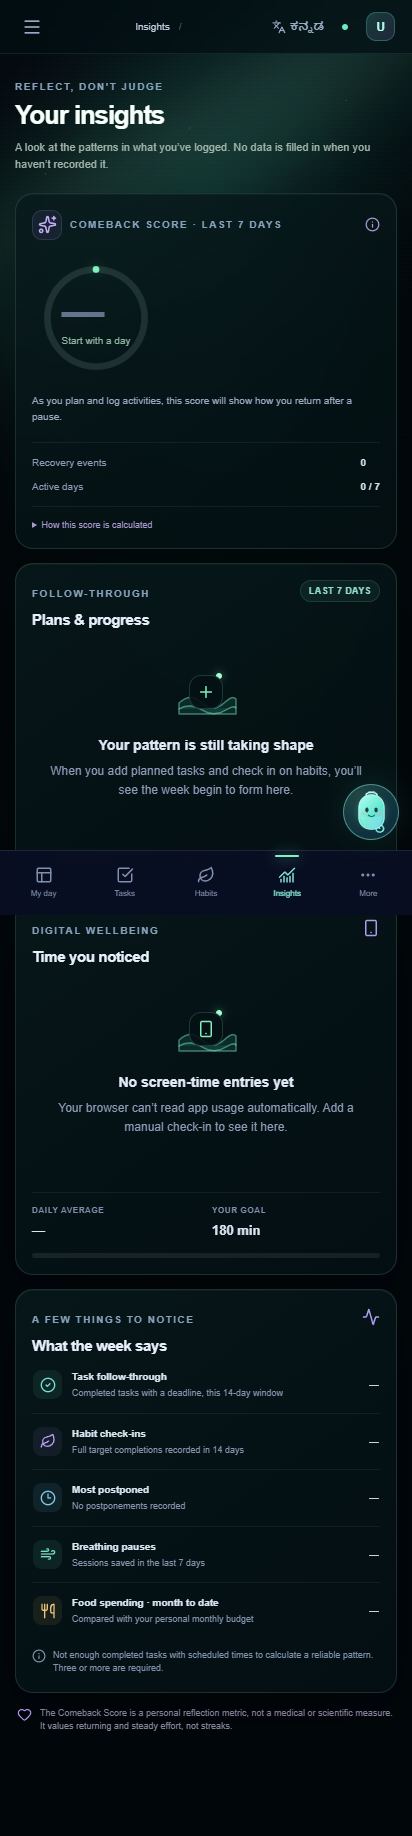 Insights /
ಕನ್ನಡ
U
REFLECT, DON'T JUDGE
Your insights
A look at the patterns in what you've logged. No data is filled in when you
haven't recorded it.
COMEBACK SCORE · LAST 7 DAYS
—
Start with a day
As you plan and log activities, this score will show how you return after a
pause.
Recovery events 0
Active days 0 / 7
How this score is calculated
FOLLOW-THROUGH
LAST 7 DAYS
Plans & progress
Your pattern is still taking shape
When you add planned tasks and check in on habits, you'll
see the week begin to form here.
My day
Tasks
Habits
Insights
More
DIGITAL WELLBEING
Time you noticed
No screen-time entries yet
Your browser can't read app usage automatically. Add a
manual check-in to see it here.
DAILY AVERAGE
—
YOUR GOAL
180 min
A FEW THINGS TO NOTICE
What the week says
Task follow-through
Completed tasks with a deadline, this 14-day window
—
Habit check-ins
Full target completions recorded in 14 days
—
Most postponed
No postponements recorded
—
Breathing pauses
Sessions saved in the last 7 days
—
Food spending · month to date
Compared with your personal monthly budget
—
Not enough completed tasks with scheduled times to calculate a reliable pattern.
Three or more are required.
The Comeback Score is a personal reflection metric, not a medical or scientific measure.
It values returning and steady effort, not streaks.